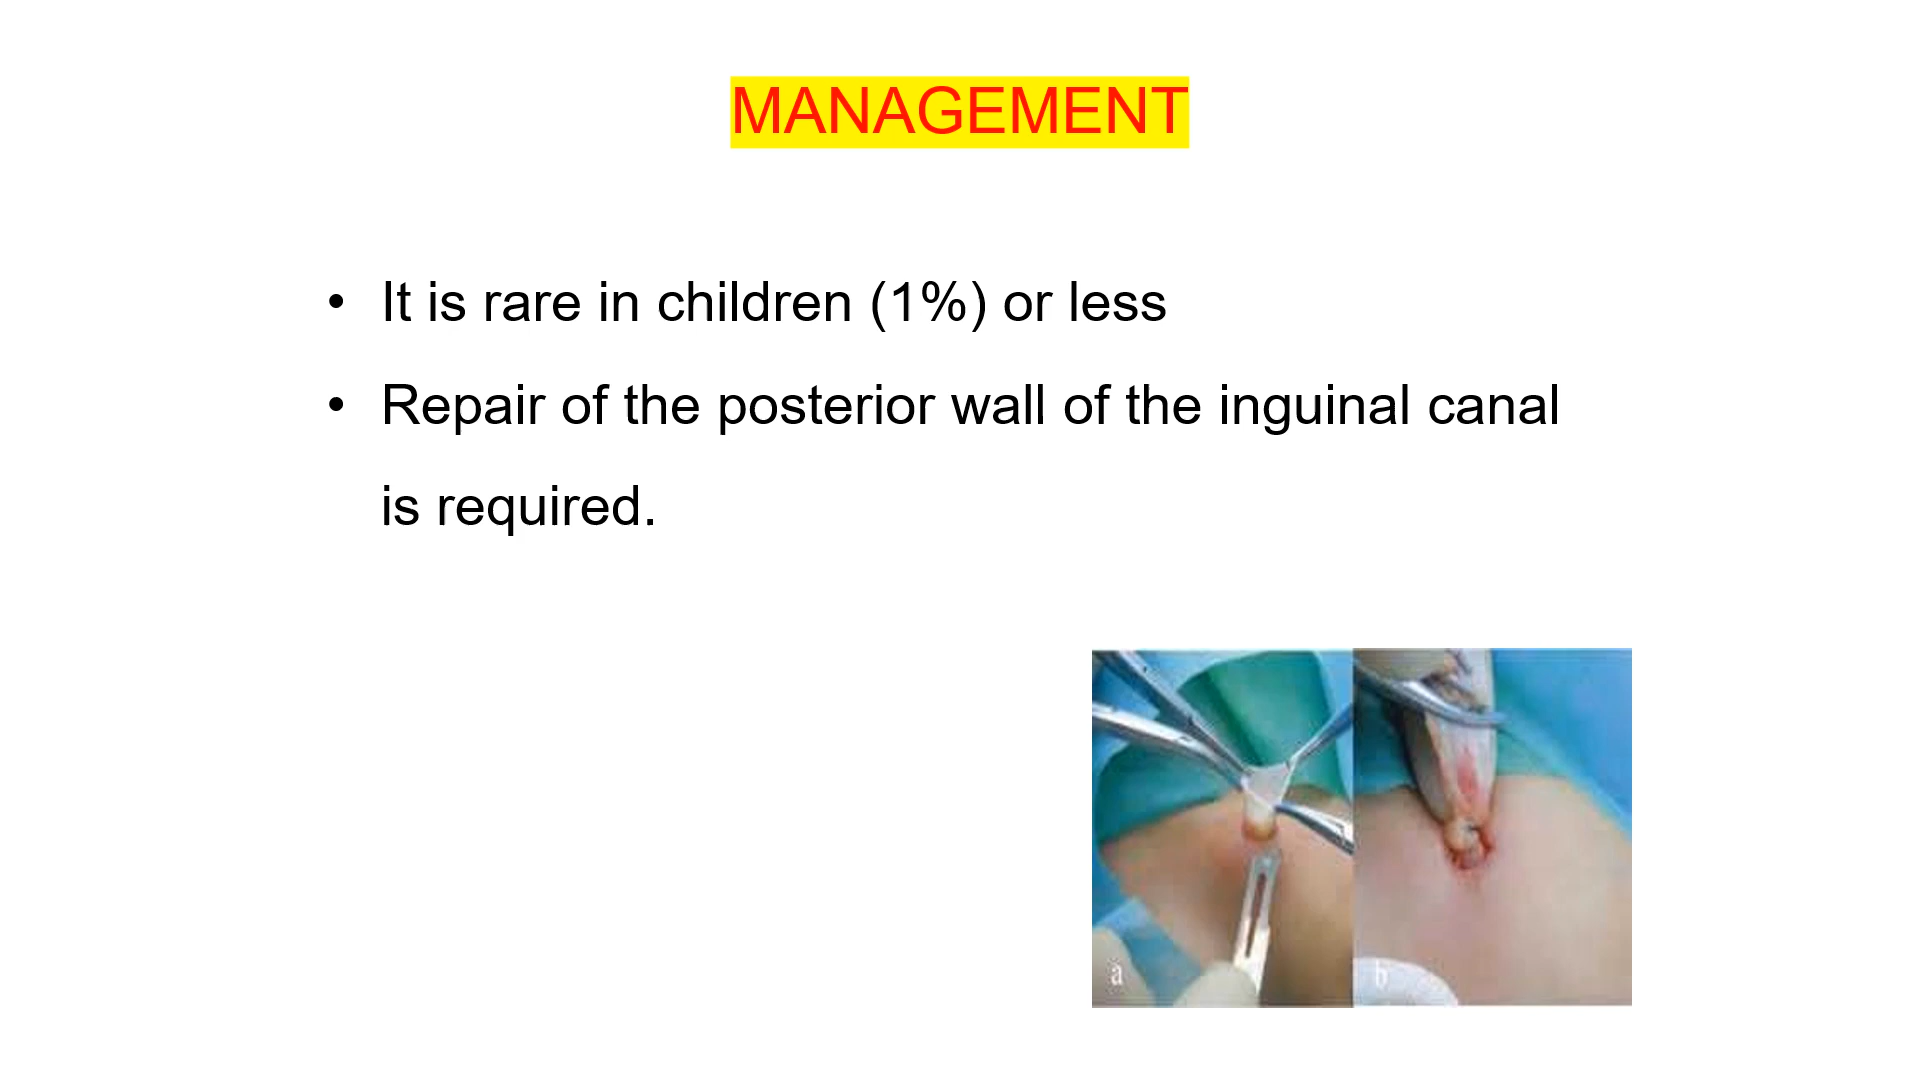 MANAGEMENT
• It is rare in children (1%) or less
• Repair of the posterior wall of the inguinal canal
is required.
a b